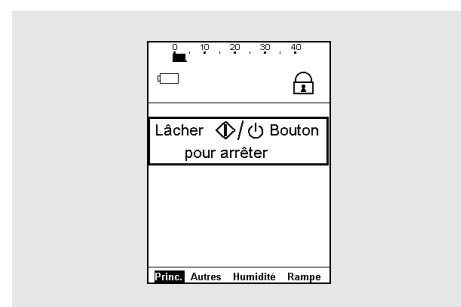 0 10 20 30 40
Lâcher / Bouton
pour arrêter
Princ. Autres Humidité Rampe